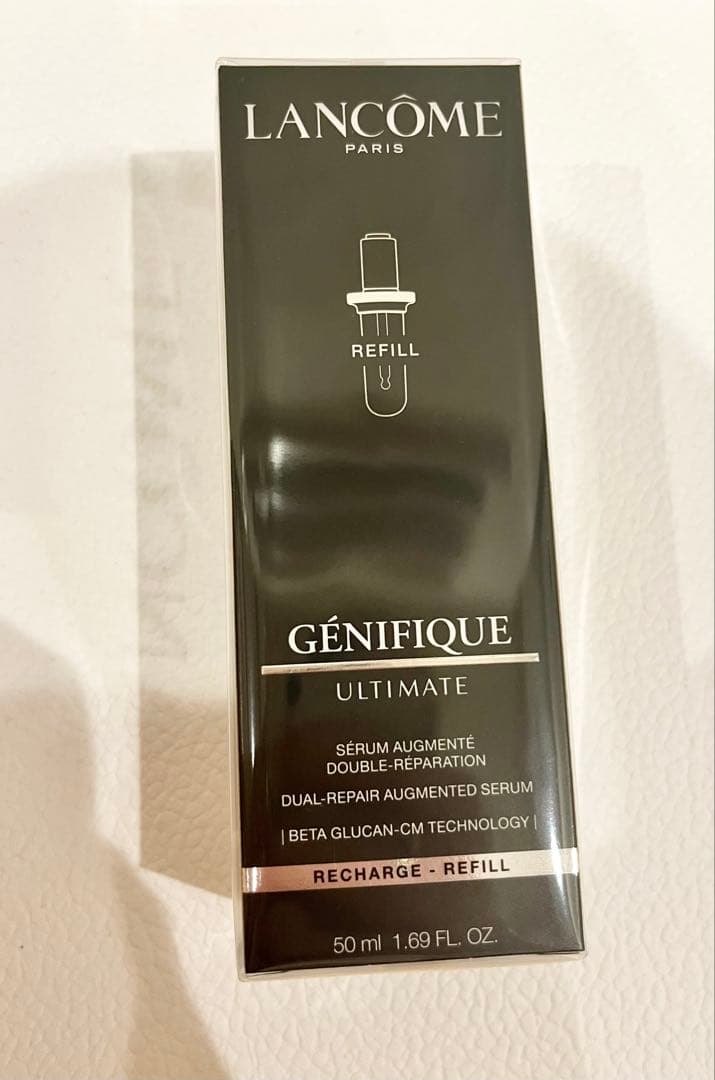 LANCÔME
PARIS
REFILL
GÉNIFIQUE
ULTIMATE
SÉRUM AUGMENTÉ
DOUBLE-RÉPARATION
DUAL-REPAIR AUGMENTED SERUM
| BETA GLUCAN-CM TECHNOLOGY |
RECHARGE - REFILL
50 ml 1.69 FL. OZ.